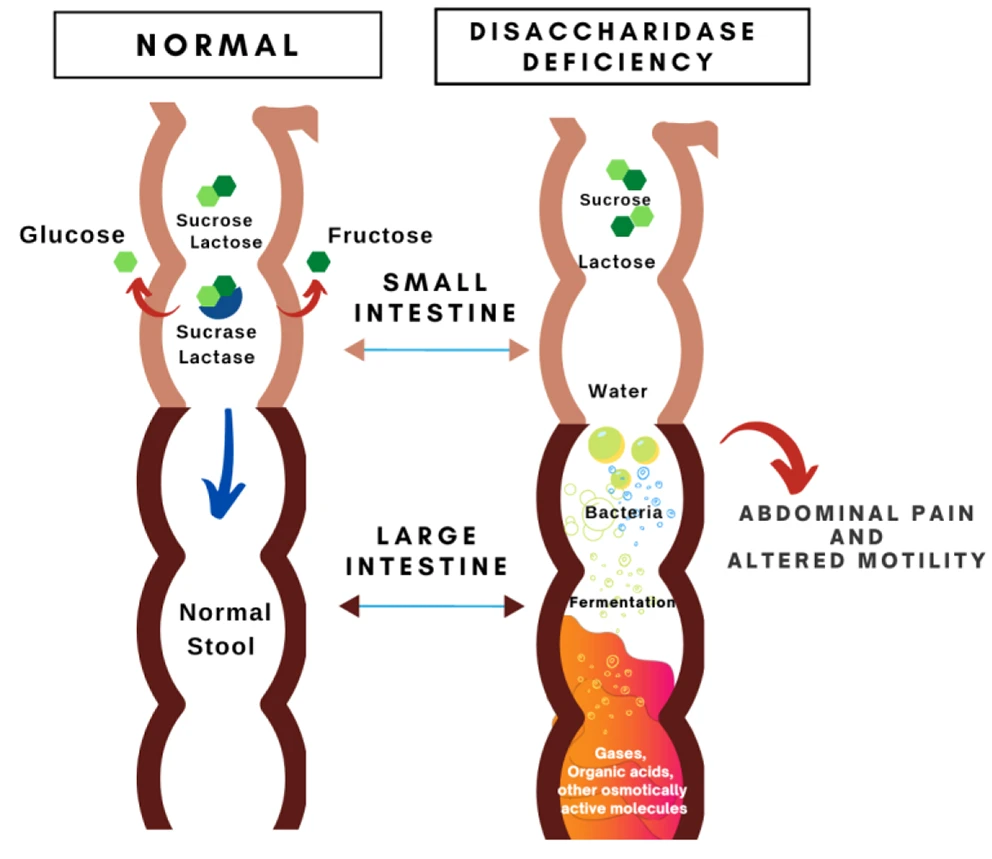 NORMAL
DISACCHARIDASE
DEFICIENCY
Sucrose
Lactose
Glucose
Fructose
Sucrase
Lactase
SMALL
INTESTINE
Sucrose
Lactose
Water
LARGE
INTESTINE
Normal
Stool
Bacteria
Fermentation
Gases,
Organic acids,
other osmotically
active molecules
ABDOMINAL PAIN
AND
ALTERED MOTILITY